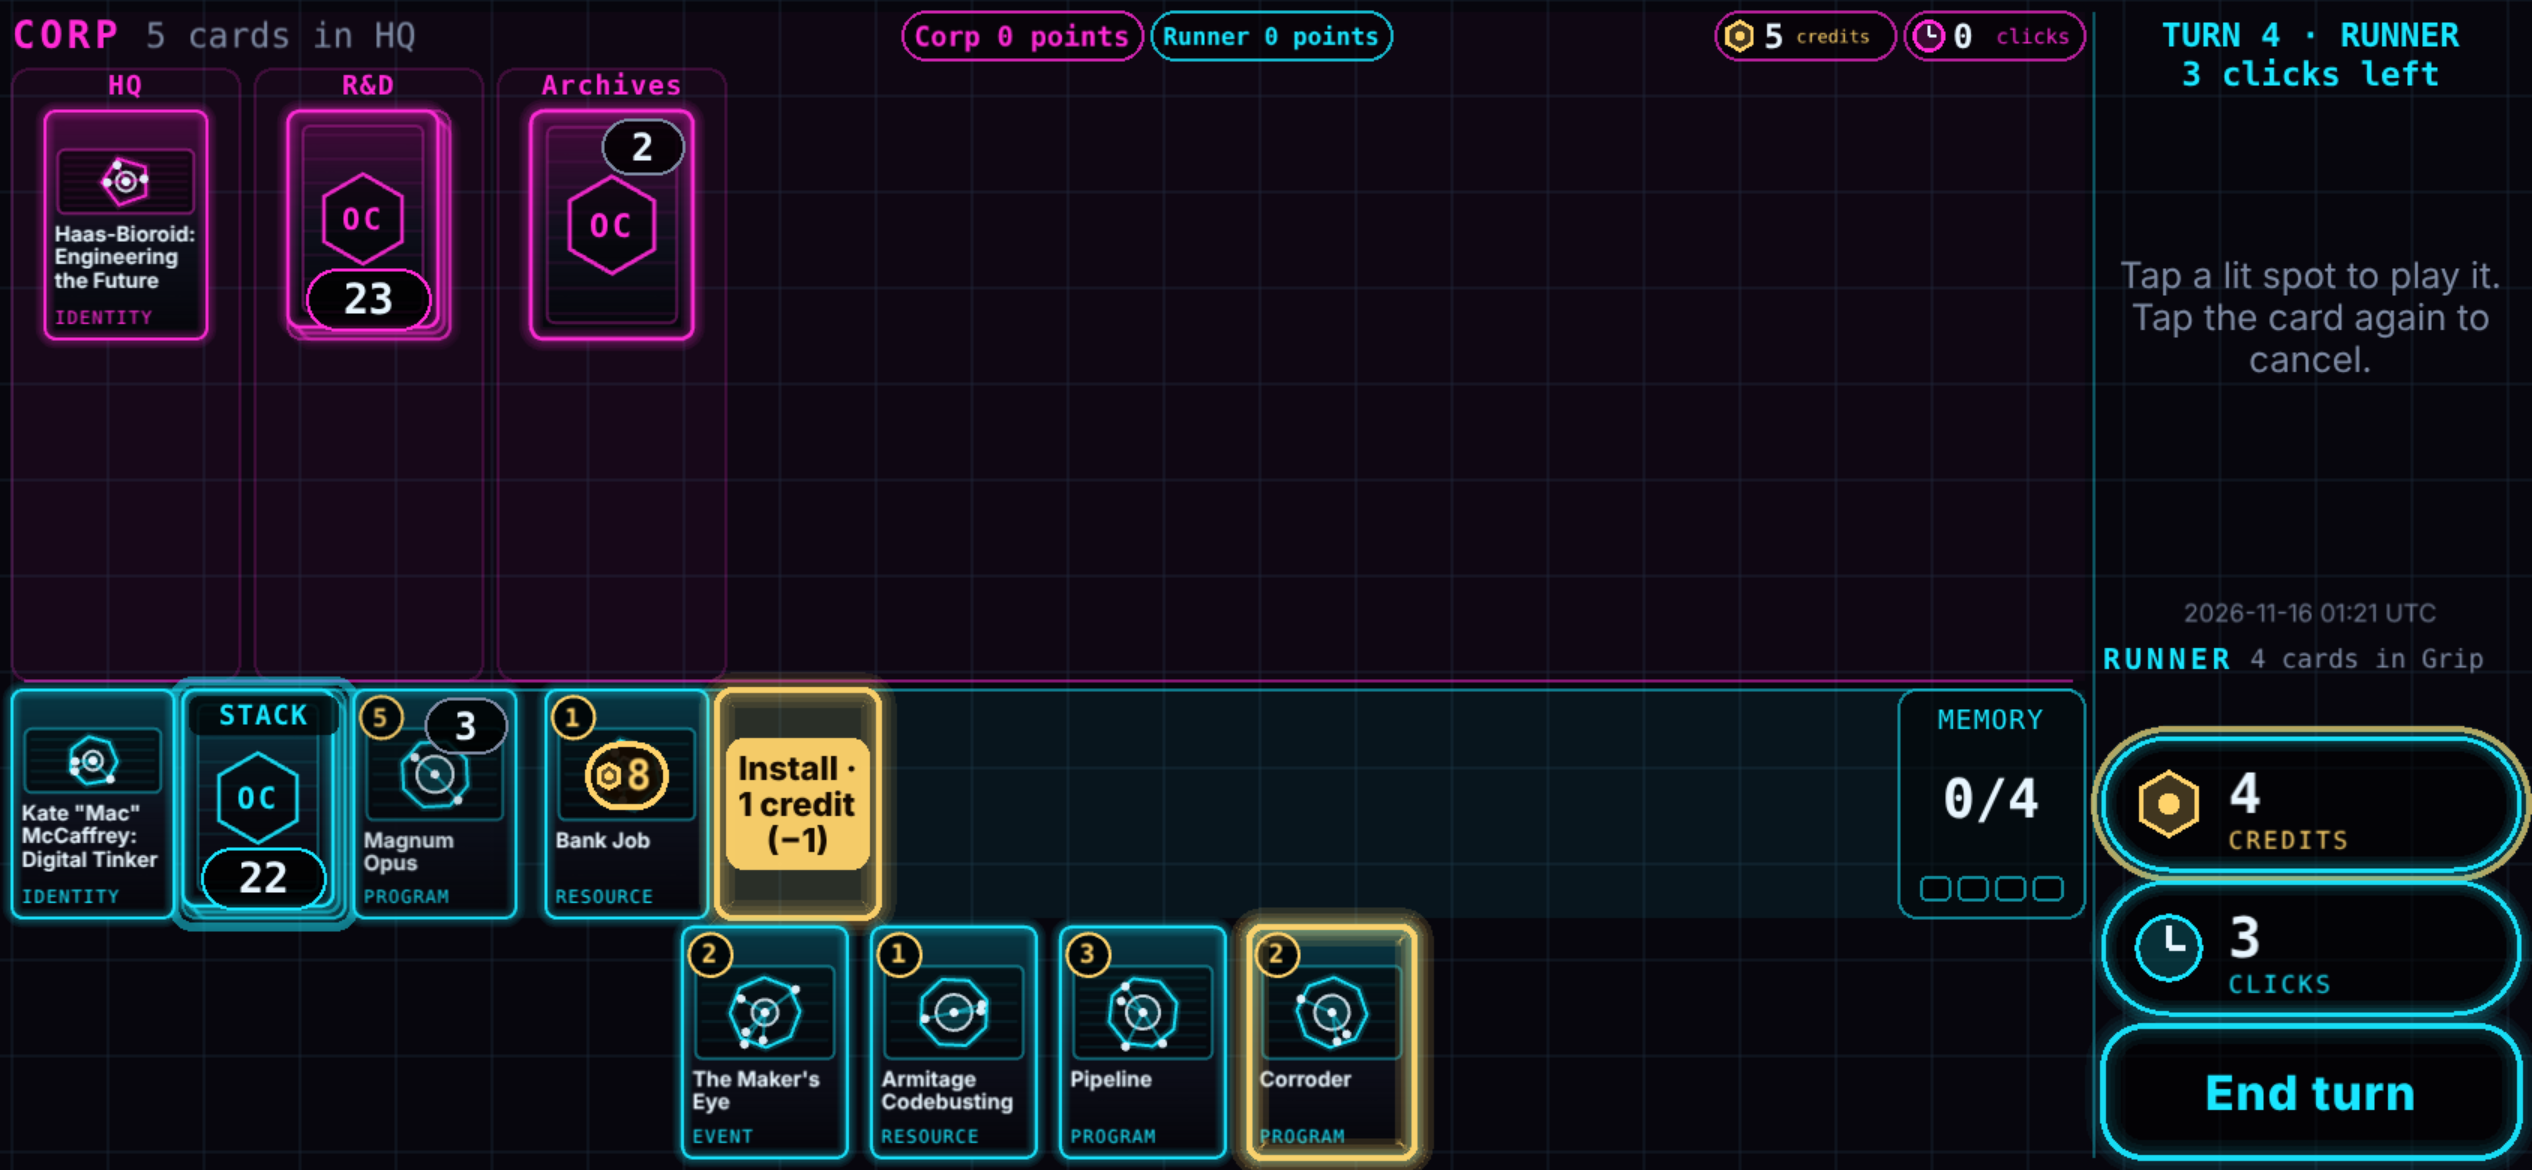 CORP 5 cards in HQ
Corp 0 points
Runner 0 points
5 credits
0 clicks
TURN 4 · RUNNER
3 clicks left
HQ
R&D
Archives
Haas-Bioroid:
Engineering
the Future
IDENTITY
OC
23
2
OC
Tap a lit spot to play it.
Tap the card again to
cancel.
2026-11-16 01:21 UTC
RUNNER 4 cards in Grip
Kate "Mac"
McCaffrey:
Digital Tinker
IDENTITY
STACK
OC
22
5
3
Magnum
Opus
PROGRAM
1
8
Bank Job
RESOURCE
Install ·
1 credit
(−1)
MEMORY
0/4
4
CREDITS
3
CLICKS
End turn
2
The Maker's
Eye
EVENT
1
Armitage
Codebusting
RESOURCE
3
Pipeline
PROGRAM
2
Corroder
PROGRAM